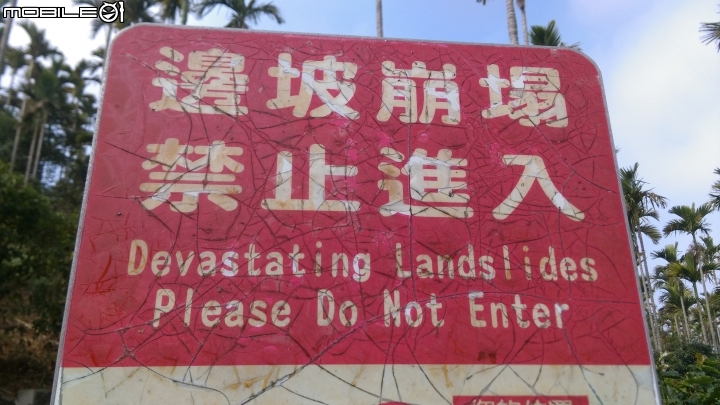 MOBILE01
邊坡崩塌
禁止進入
Devastating Landslides
Please Do Not Enter